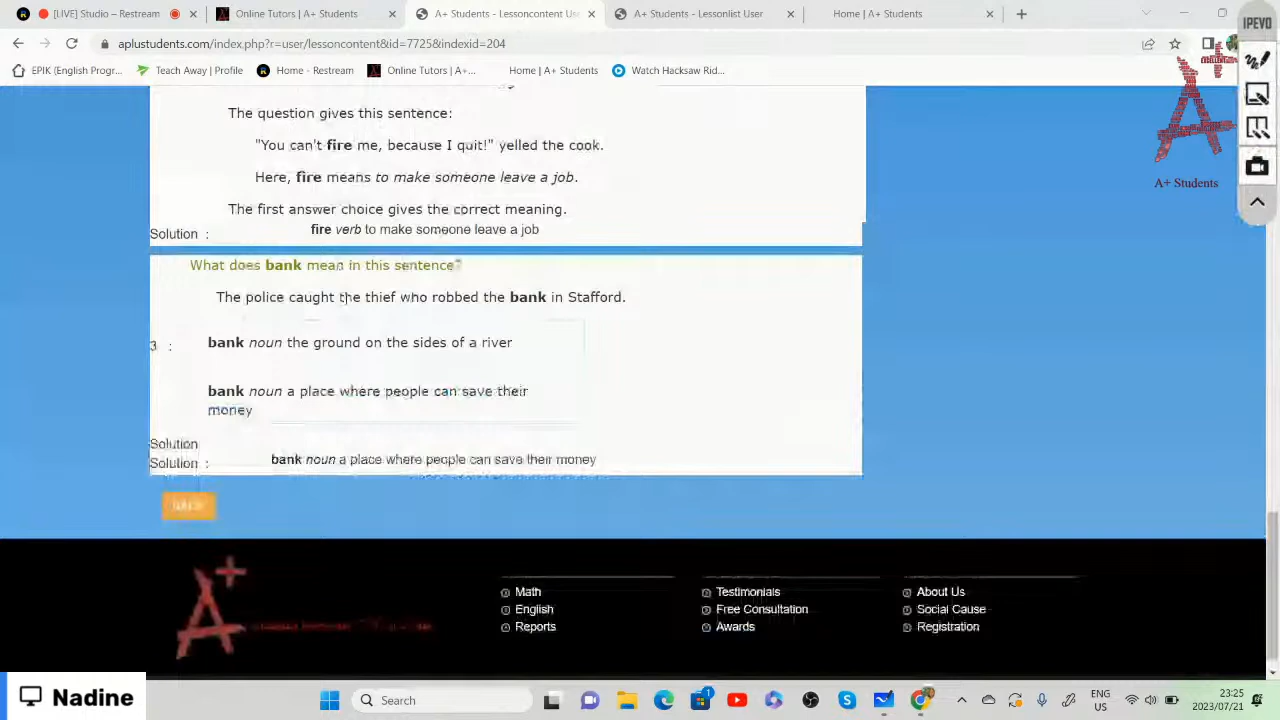 [LIVE] Studio - Restream
Online Tutors | A+ Students
A+ Students - Lessoncontent Use
A+ Students - Lessonlist User
Home | A+ Students
IPEVO
aplustudents.com/index.php?r=user/lessoncontent&id=7725&indexid=204
EPIK (English Progr...
Teach Away | Profile
Home - Restream
Online Tutors | A+...
Home | A+ Students
Watch Hacksaw Rid...
A+ Students
The question gives this sentence:
"You can't fire me, because I quit!" yelled the cook.
Here, fire means to make someone leave a job.
The first answer choice gives the correct meaning.
Solution : fire verb to make someone leave a job
What does bank mean in this sentence?
The police caught the thief who robbed the bank in Stafford.
3 : bank noun the ground on the sides of a river
bank noun a place where people can save their
money
Solution
Solution : bank noun a place where people can save their money
BACK
Math Testimonials About Us
English Free Consultation Social Cause
Reports Awards Registration
Nadine
Search
ENG
US
23:25
2023/07/21